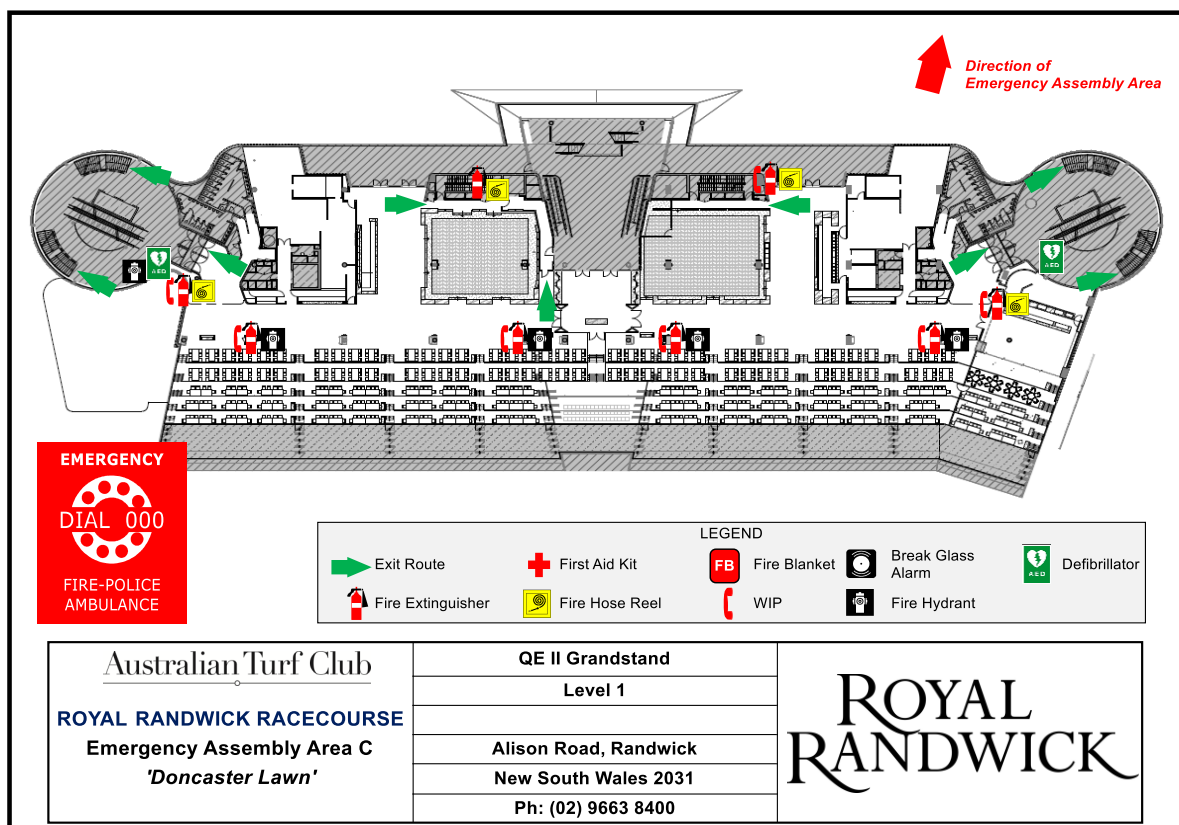 Direction of
Emergency Assembly Area
AED
AED
EMERGENCY
DIAL 000
FIRE-POLICE
AMBULANCE
LEGEND
Exit Route
First Aid Kit
FB
Fire Blanket
Break Glass
Alarm
AED
Defibrillator
Fire Extinguisher
Fire Hose Reel
WIP
Fire Hydrant
Australian Turf Club
ROYAL RANDWICK RACECOURSE
Emergency Assembly Area C
'Doncaster Lawn'
QE II Grandstand
Level 1
Alison Road, Randwick
New South Wales 2031
Ph: (02) 9663 8400
ROYAL
RANDWICK